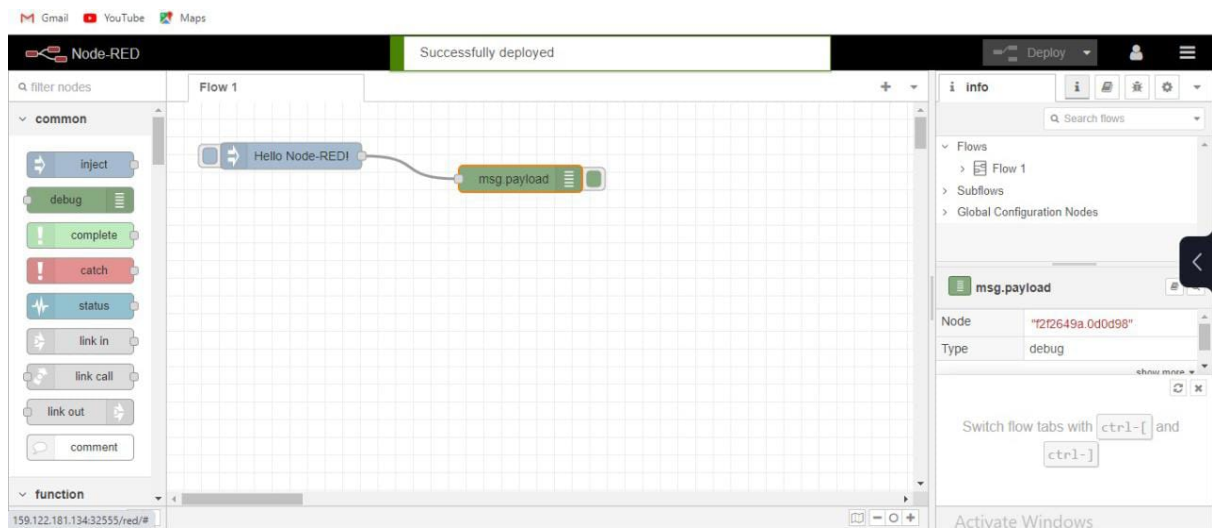 Gmail YouTube Maps
Node-RED
Successfully deployed
Deploy
filter nodes
Flow 1
info
i
common
Search flows
inject
Hello Node-RED!
Flows
Flow 1
debug
msg.payload
Subflows
Global Configuration Nodes
complete
catch
status
link in
link call
link out
comment
function
msg.payload
Node "f2f2649a.0d0d98"
Type debug
show more
Switch flow tabs with ctrl-[ and
ctrl-]
159.122.181.134:32555/red/#
Activate Windows